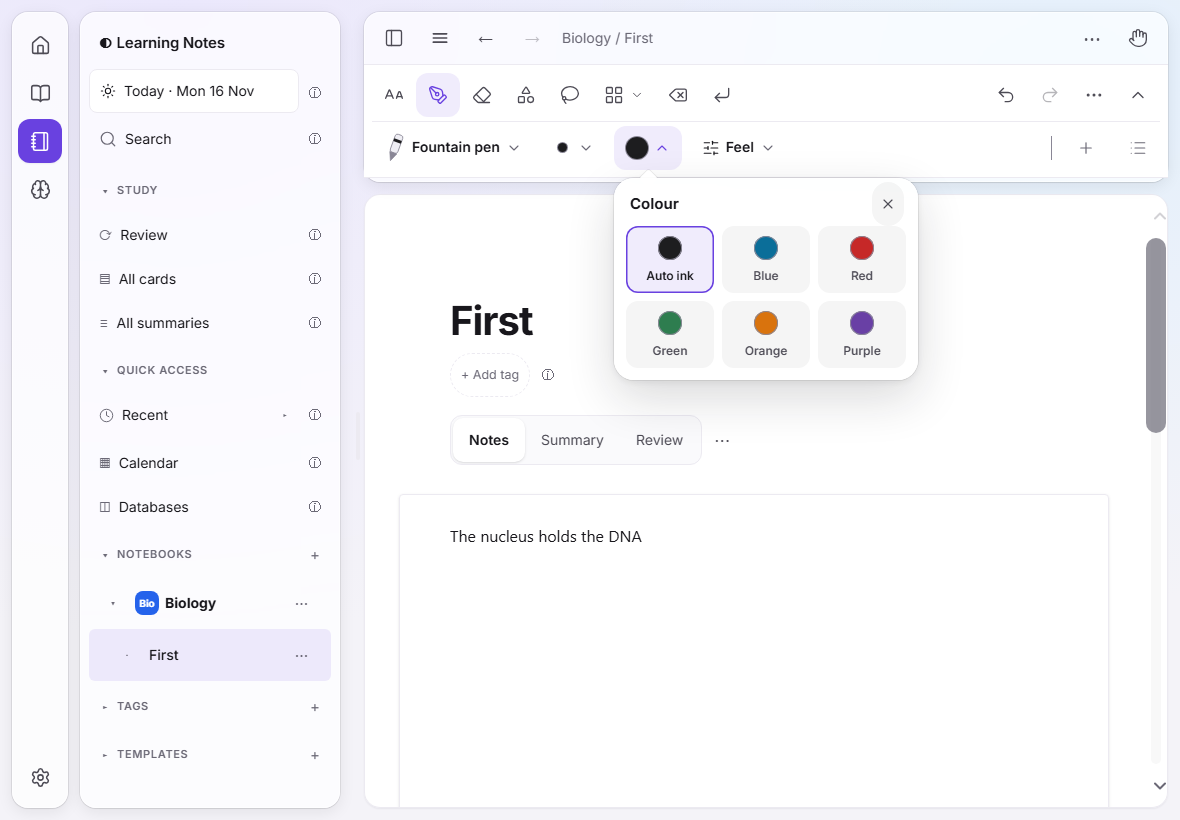 Learning Notes
Today · Mon 16 Nov
Search
STUDY
Review
All cards
All summaries
QUICK ACCESS
Recent
Calendar
Databases
NOTEBOOKS
Bio Biology
First
TAGS
TEMPLATES
Biology / First
AA
Fountain pen
Feel
Colour
Auto ink
Blue
Red
Green
Orange
Purple
First
+ Add tag
Notes
Summary
Review
The nucleus holds the DNA